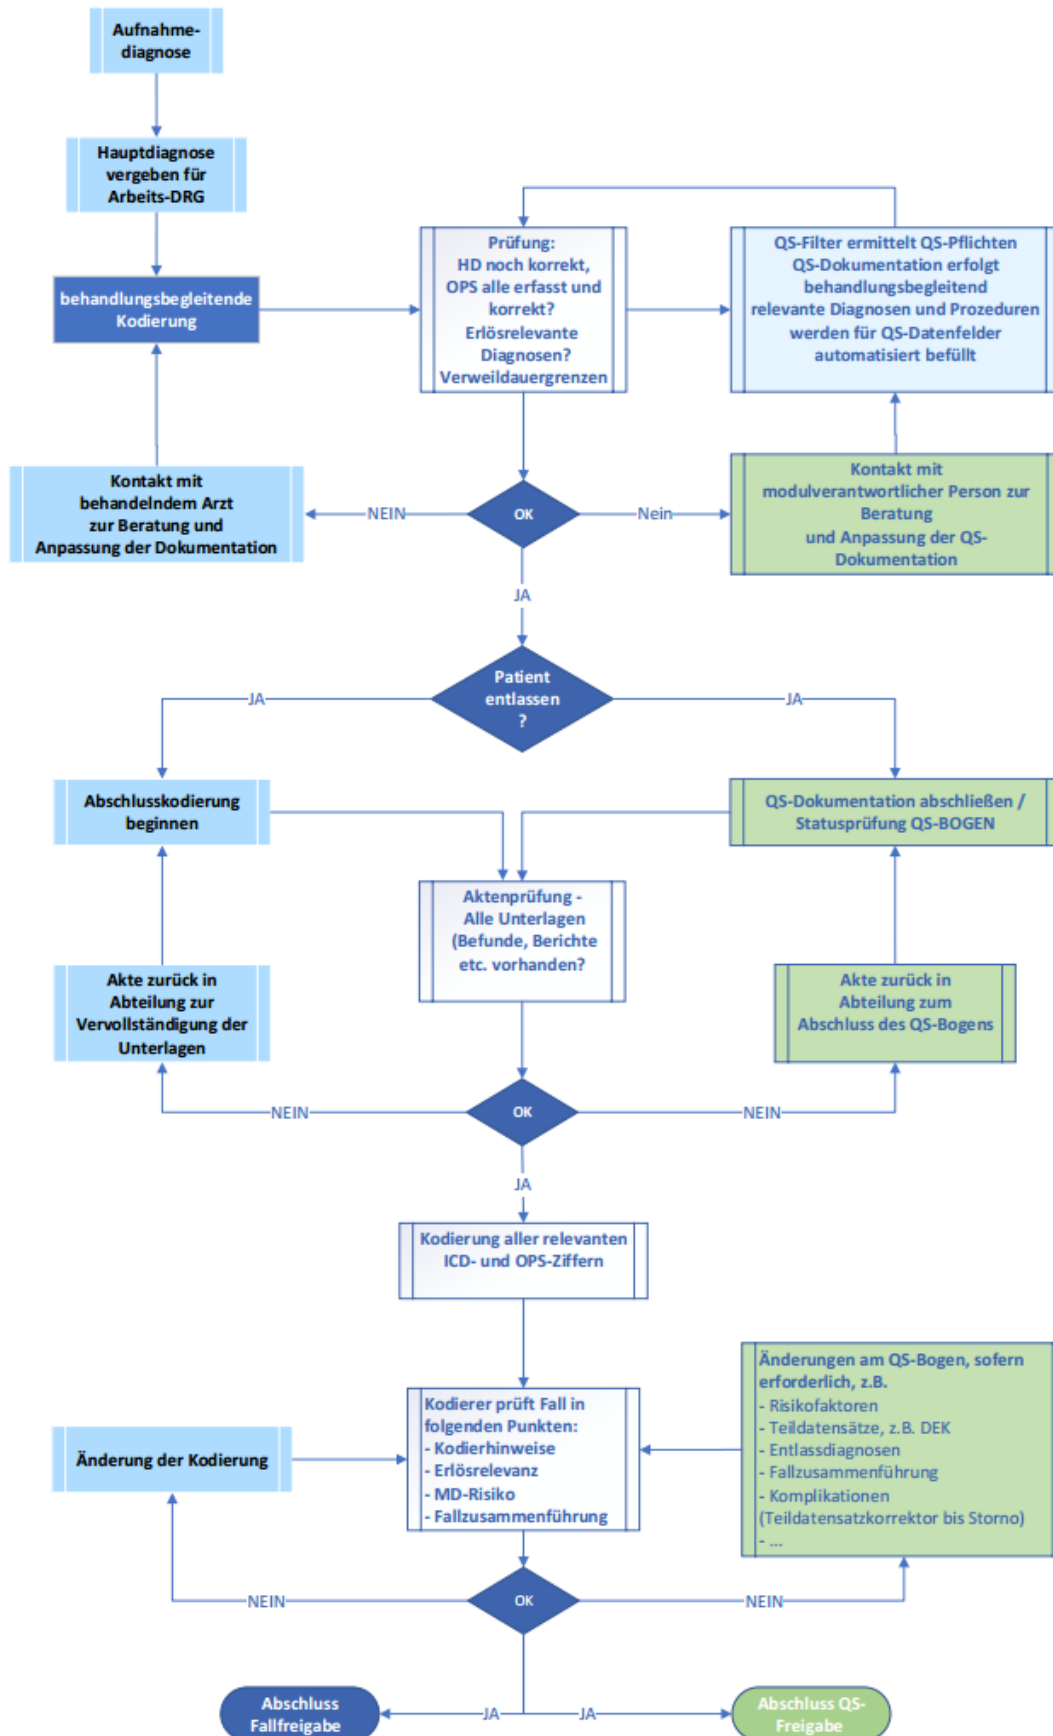 Aufnahme-
diagnose
Hauptdiagnose
vergeben für
Arbeits-DRG
behandlungsbegleitende
Kodierung
Prüfung:
HD noch korrekt,
OPS alle erfasst und
korrekt?
Erlösrelevante
Diagnosen?
Verweildauergrenzen
QS-Filter ermittelt QS-Pflichten
QS-Dokumentation erfolgt
behandlungsbegleitend
relevante Diagnosen und Prozeduren
werden für QS-Datenfelder
automatisiert befüllt
Kontakt mit
behandelndem Arzt
zur Beratung und
Anpassung der Dokumentation
NEIN
OK
Nein
Kontakt mit
modulverantwortlicher Person zur
Beratung
und Anpassung der QS-
Dokumentation
JA
Patient
entlassen
?
JA
JA
Abschlusskodierung
beginnen
QS-Dokumentation abschließen /
Statusprüfung QS-BOGEN
Aktenprüfung -
Alle Unterlagen
(Befunde, Berichte
etc. vorhanden?
Akte zurück in
Abteilung zur
Vervollständigung der
Unterlagen
Akte zurück in
Abteilung zum
Abschluss des QS-Bogens
NEIN
OK
NEIN
JA
Kodierung aller relevanten
ICD- und OPS-Ziffern
Änderung der Kodierung
Kodierer prüft Fall in
folgenden Punkten:
- Kodierhinweise
- Erlösrelevanz
- MD-Risiko
- Fallzusammenführung
Änderungen am QS-Bogen, sofern
erforderlich, z.B.
- Risikofaktoren
- Teildatensätze, z.B. DEK
- Entlassdiagnosen
- Fallzusammenführung
- Komplikationen
(Teildatensatzkorrektor bis Storno)
- ...
NEIN
OK
NEIN
Abschluss
Fallfreigabe
JA
JA
Abschluss QS-
Freigabe